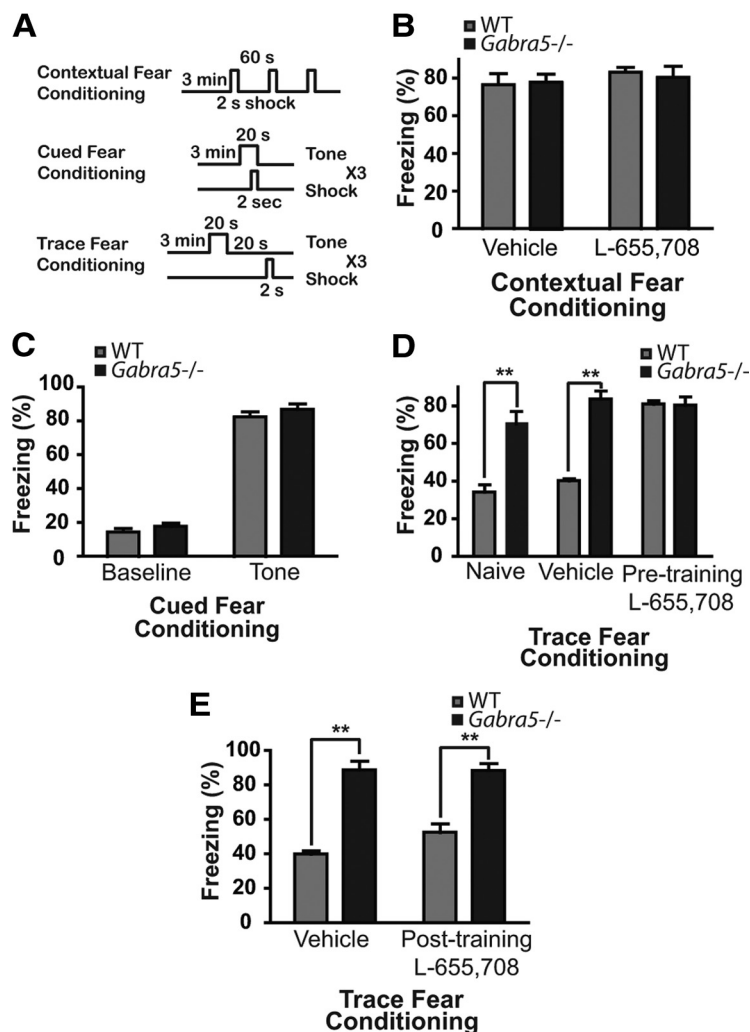 A
60 s
Contextual Fear
Conditioning
3 min
2 s shock
20 s
Cued Fear
Conditioning
3 min
Tone
X3
Shock
2 sec
20 s
Trace Fear
Conditioning
3 min
20 s
Tone
X3
Shock
2 s
B
WT
Gabra5-/-
Freezing (%)
80
60
40
20
0
Vehicle
L-655,708
Contextual Fear
Conditioning
C
WT
Gabra5-/-
Freezing (%)
100
80
60
40
20
0
Baseline
Tone
Cued Fear
Conditioning
D
WT
Gabra5-/-
**
**
Freezing (%)
80
60
40
20
0
Naive
Vehicle
Pre-training
L-655,708
Trace Fear
Conditioning
E
WT
Gabra5-/-
**
**
Freezing (%)
100
80
60
40
20
0
Vehicle
Post-training
L-655,708
Trace Fear
Conditioning